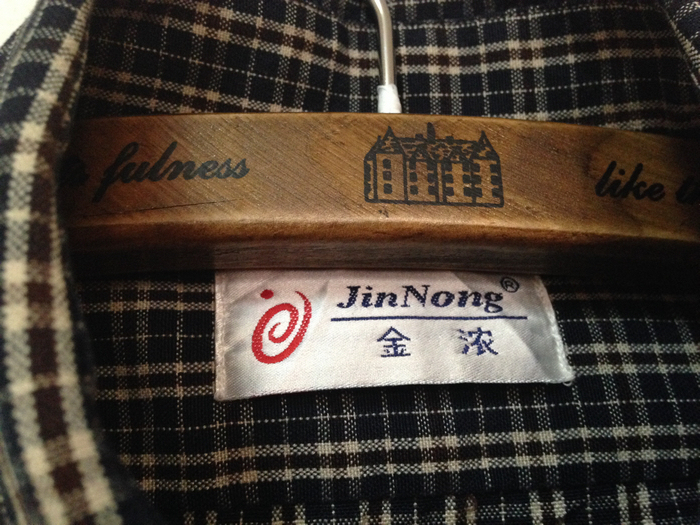 fulness
like
JinNong®
金浓